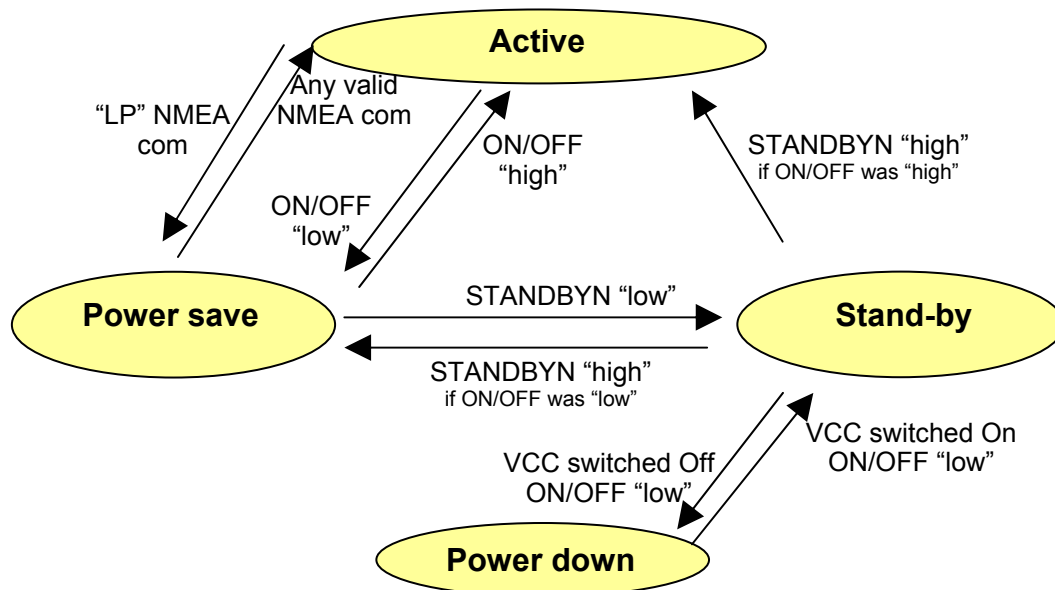 Active
“LP” NMEA
com
Any valid
NMEA com
ON/OFF
“low”
ON/OFF
“high”
STANDBYN “high”
if ON/OFF was “high”
Power save
STANDBYN “low”
Stand-by
STANDBYN “high”
if ON/OFF was “low”
VCC switched Off
ON/OFF “low”
VCC switched On
ON/OFF “low”
Power down